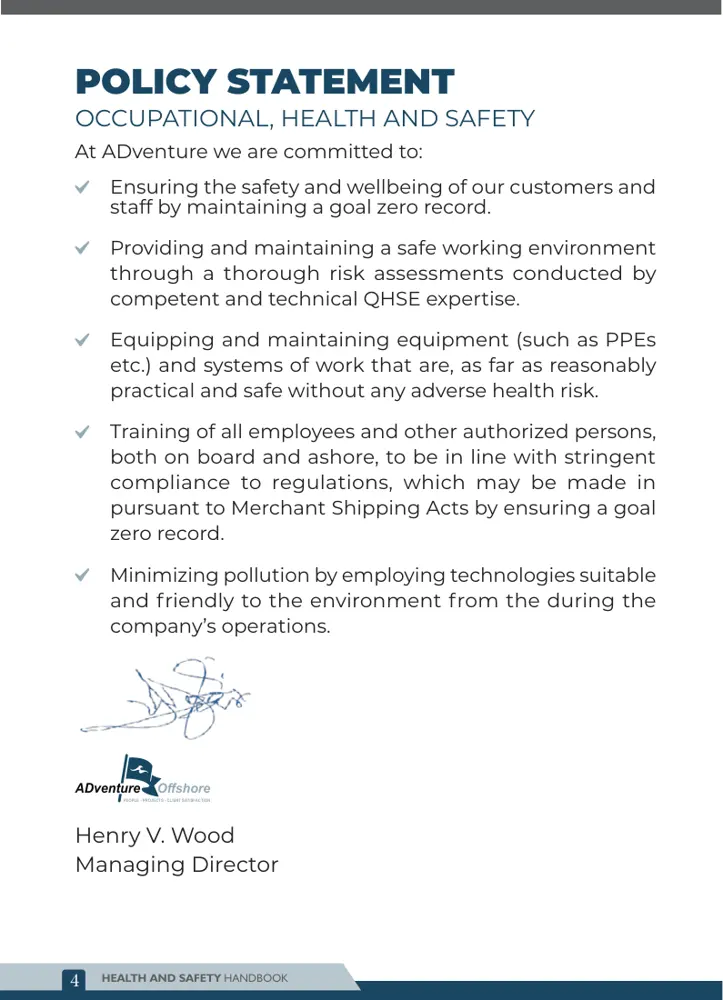 POLICY STATEMENT
OCCUPATIONAL, HEALTH AND SAFETY
At ADventure we are committed to:
Ensuring the safety and wellbeing of our customers and
staff by maintaining a goal zero record.
Providing and maintaining a safe working environment
through a thorough risk assessments conducted by
competent and technical QHSE expertise.
Equipping and maintaining equipment (such as PPEs
etc.) and systems of work that are, as far as reasonably
practical and safe without any adverse health risk.
Training of all employees and other authorized persons,
both on board and ashore, to be in line with stringent
compliance to regulations, which may be made in
pursuant to Merchant Shipping Acts by ensuring a goal
zero record.
Minimizing pollution by employing technologies suitable
and friendly to the environment from the during the
company’s operations.
ADventure Offshore
PEOPLE - PROJECTS - CLIENT SATISFACTION
Henry V. Wood
Managing Director
4 HEALTH AND SAFETY HANDBOOK